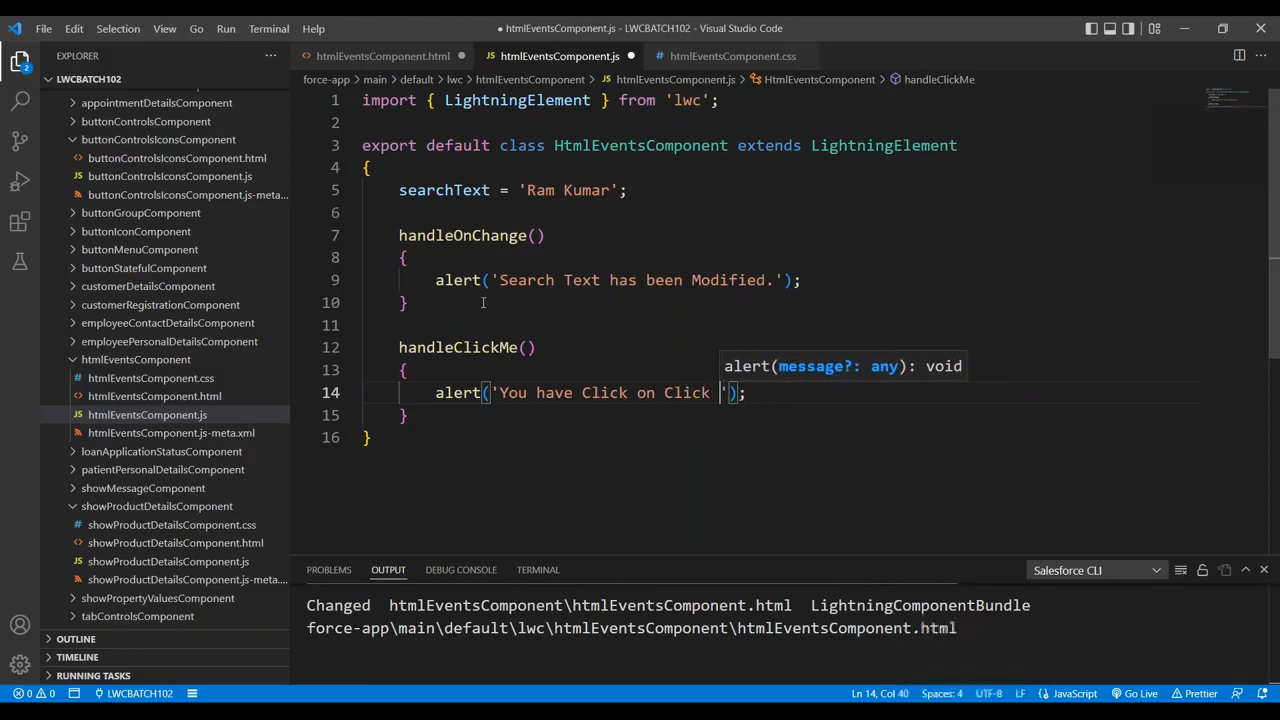 File Edit Selection View Go Run Terminal Help
● htmlEventsComponent.js - LWCBATCH102 - Visual Studio Code
EXPLORER
LWCBATCH102
appointmentDetailsComponent
buttonControlsComponent
buttonControlsIconsComponent
buttonControlsIconsComponent.html
buttonControlsIconsComponent.js
buttonControlsIconsComponent.js-meta...
buttonGroupComponent
buttonIconComponent
buttonMenuComponent
buttonStatefulComponent
customerDetailsComponent
customerRegistrationComponent
employeeContactDetailsComponent
employeePersonalDetailsComponent
htmlEventsComponent
htmlEventsComponent.css
htmlEventsComponent.html
htmlEventsComponent.js
htmlEventsComponent.js-meta.xml
loanApplicationStatusComponent
patientPersonalDetailsComponent
showMessageComponent
showProductDetailsComponent
showProductDetailsComponent.css
showProductDetailsComponent.html
showProductDetailsComponent.js
showProductDetailsComponent.js-meta....
showPropertyValuesComponent
tabControlsComponent
OUTLINE
TIMELINE
RUNNING TASKS
2
htmlEventsComponent.html ● JS htmlEventsComponent.js ● # htmlEventsComponent.css
force-app > main > default > lwc > htmlEventsComponent > JS htmlEventsComponent.js > HtmlEventsComponent > handleClickMe
1 import { LightningElement } from 'lwc';
2
3 export default class HtmlEventsComponent extends LightningElement
4 {
5 searchText = 'Ram Kumar';
6
7 handleOnChange()
8 {
9 alert('Search Text has been Modified.');
10 }
11
12 handleClickMe()
13 {
alert(message?: any): void
14 alert('You have Click on Click ');
15 }
16 }
PROBLEMS OUTPUT DEBUG CONSOLE TERMINAL
Salesforce CLI
Changed htmlEventsComponent\htmlEventsComponent.html LightningComponentBundle
force-app\main\default\lwc\htmlEventsComponent\htmlEventsComponent.html
0 0 LWCBATCH102 Ln 14, Col 40 Spaces: 4 UTF-8 LF {} JavaScript Go Live Prettier